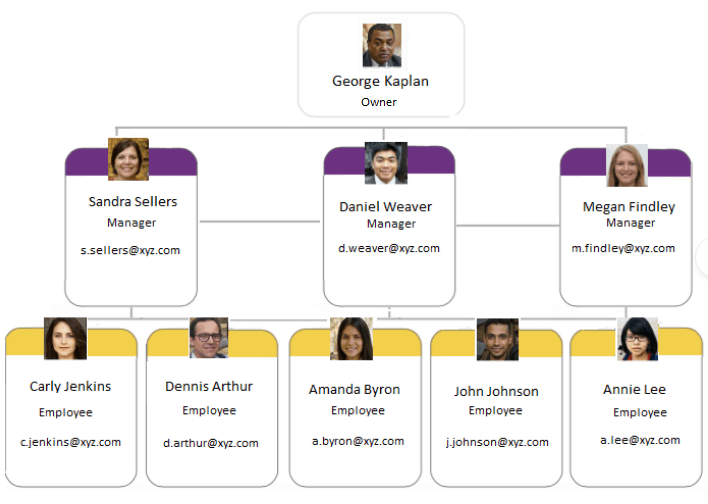 George Kaplan
Owner
Sandra Sellers
Manager
s.sellers@xyz.com
Daniel Weaver
Manager
d.weaver@xyz.com
Megan Findley
Manager
m.findley@xyz.com
Carly Jenkins
Employee
c.jenkins@xyz.com
Dennis Arthur
Employee
d.arthur@xyz.com
Amanda Byron
Employee
a.byron@xyz.com
John Johnson
Employee
j.johnson@xyz.com
Annie Lee
Employee
a.lee@xyz.com